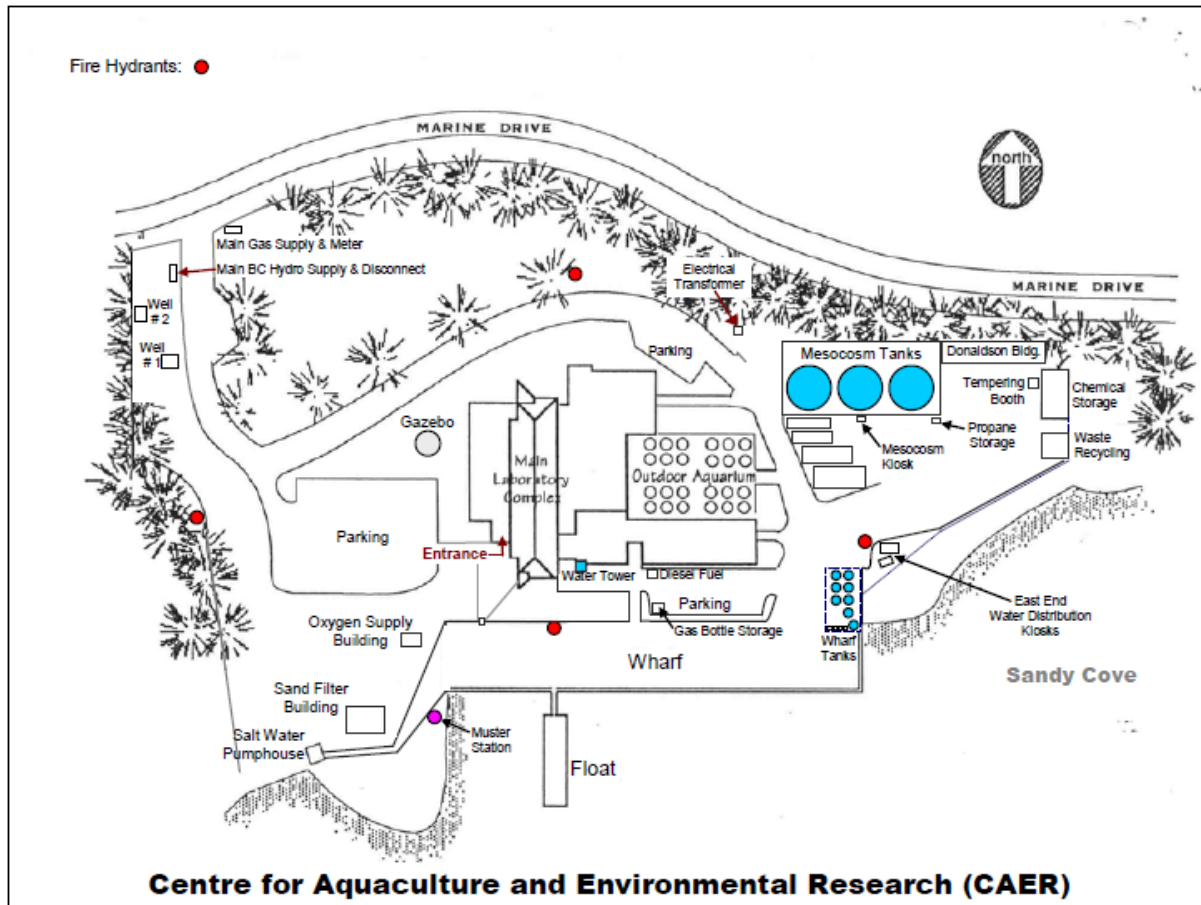 Fire Hydrants:
MARINE DRIVE
north
Main Gas Supply & Meter
Main BC Hydro Supply & Disconnect
Electrical
Transformer
MARINE DRIVE
Well
# 2
Well
# 1
Parking
Mesocosm Tanks
Donaldson Bldg.
Tempering
Booth
Chemical
Storage
Gazebo
Propane
Storage
Mesocosm
Kiosk
Waste
Recycling
Main
Laboratory
Complex
Outdoor Aquarium
Parking
Entrance
Water Tower
Diesel Fuel
Parking
Gas Bottle Storage
East End
Water Distribution
Kiosks
Oxygen Supply
Building
Wharf
Wharf
Tanks
Sandy Cove
Sand Filter
Building
Salt Water
Pumphouse
Muster
Station
Float
Centre for Aquaculture and Environmental Research (CAER)